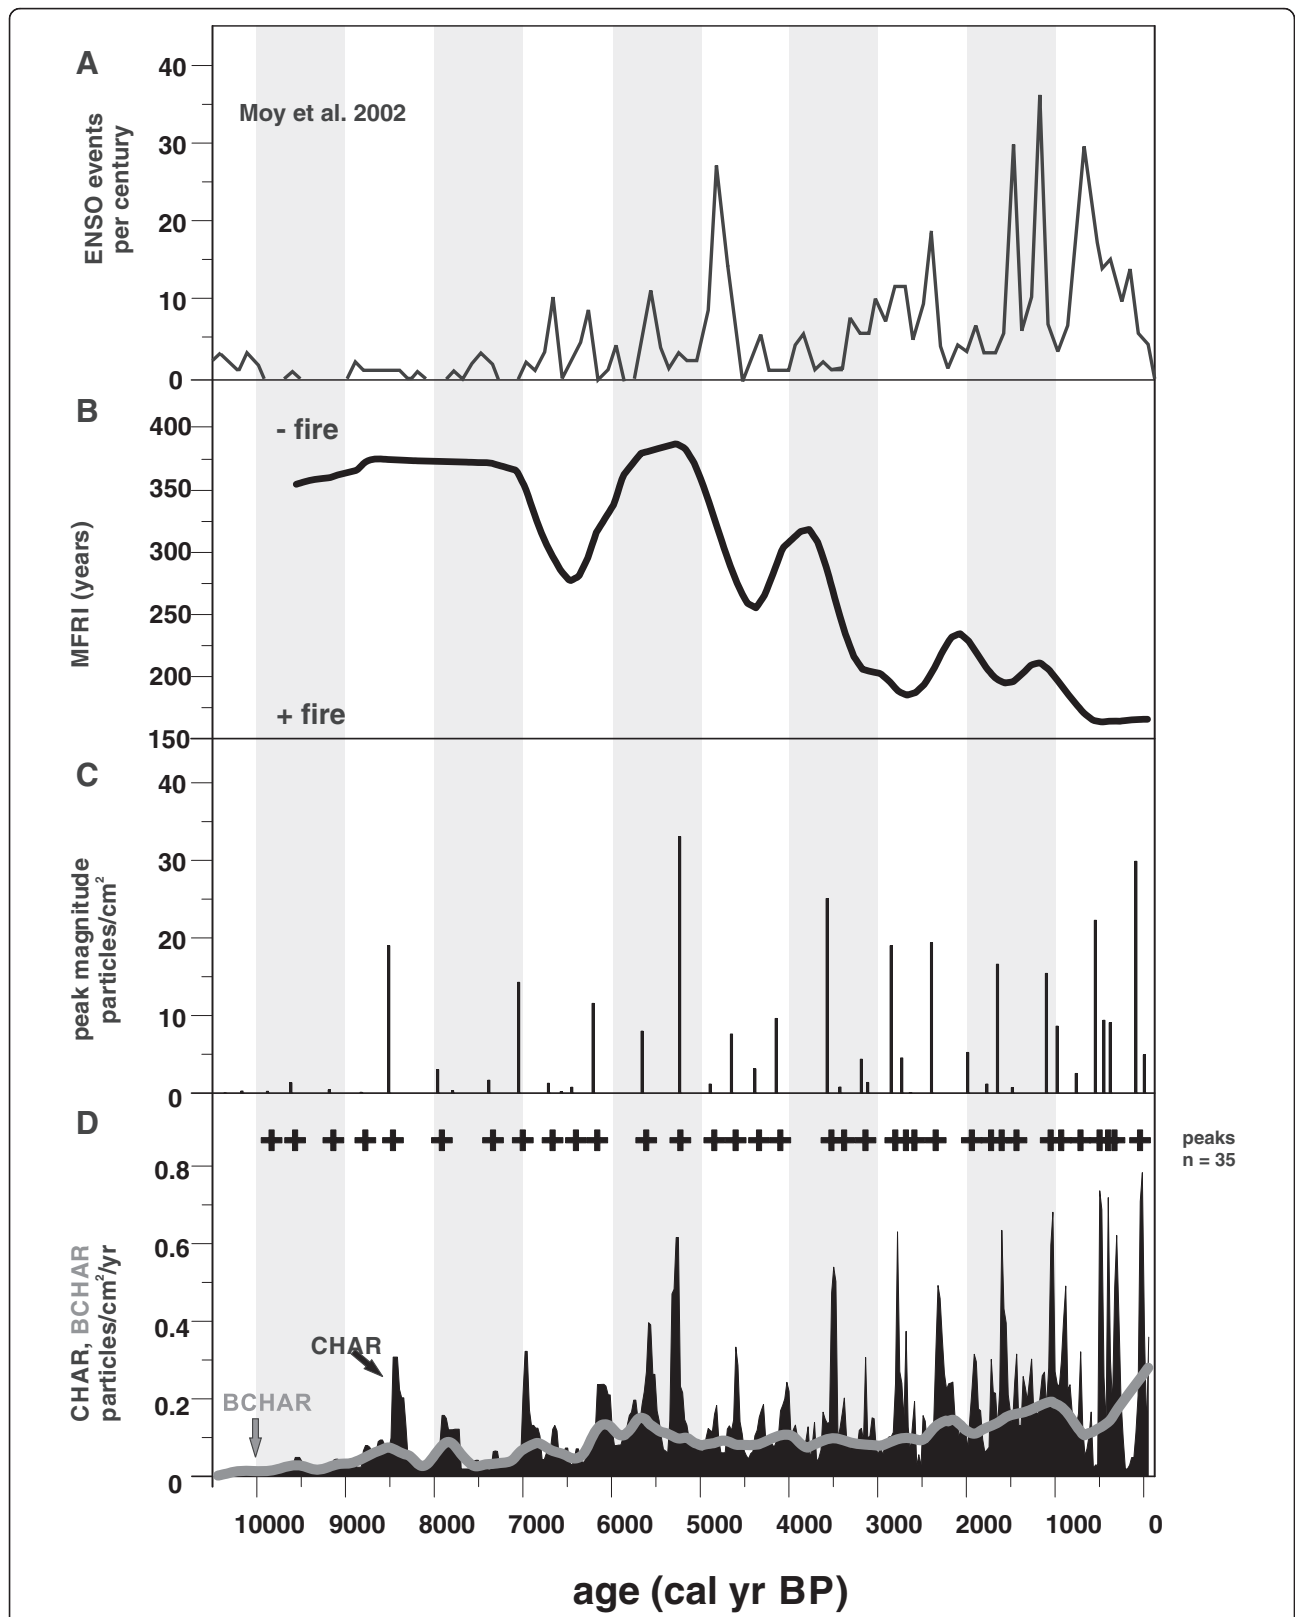 A
40
30
20
10
0
ENSO events
per century
Moy et al. 2002
B
400
350
300
250
200
150
MFRI (years)
- fire
+ fire
C
40
30
20
10
0
peak magnitude
particles/cm²
D
0.8
0.6
0.4
0.2
0
CHAR, BCHAR
particles/cm²/yr
peaks
n = 35
CHAR
BCHAR
10000 9000 8000 7000 6000 5000 4000 3000 2000 1000 0
age (cal yr BP)